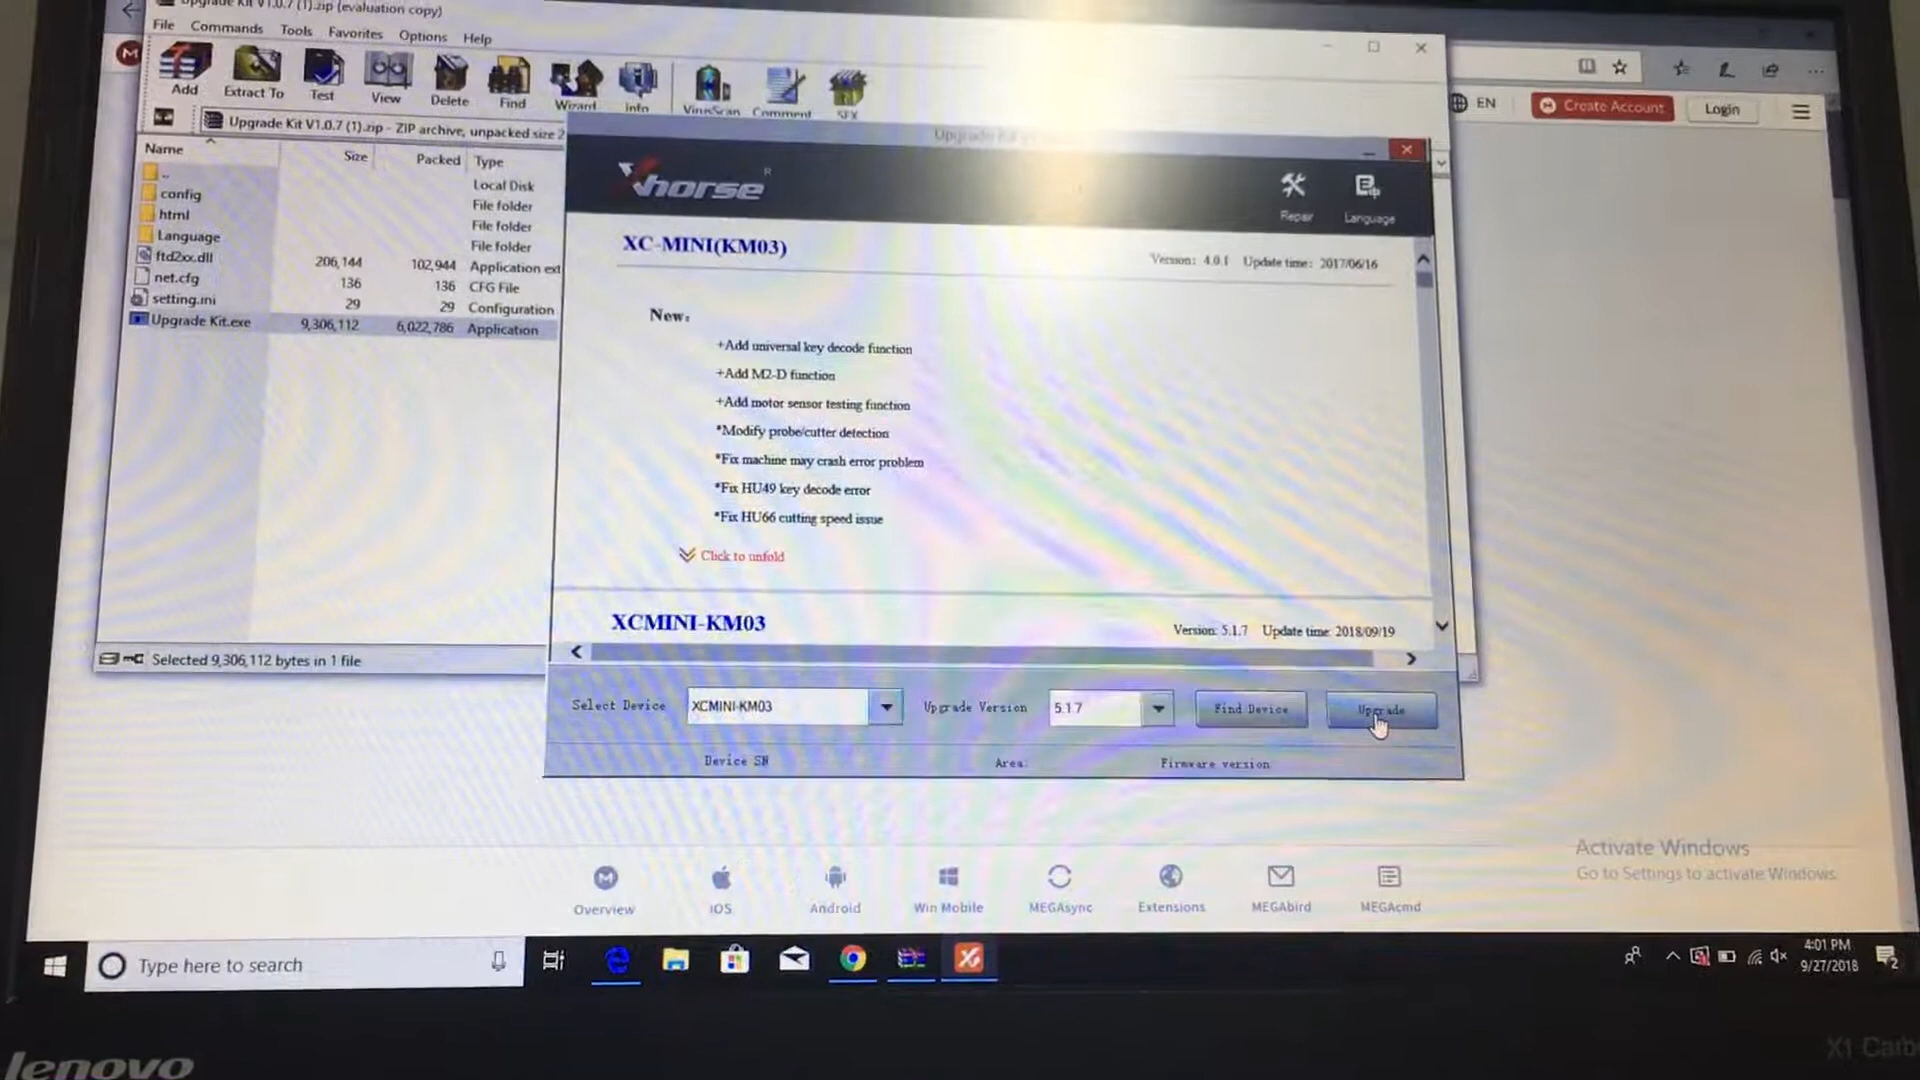 Upgrade Kit V1.0.7 (1).zip (evaluation copy)
File Commands Tools Favorites Options Help
Add Extract To Test View Delete Find Wizard Info VirusScan Comment SFX
Upgrade Kit V1.0.7 (1).zip - ZIP archive, unpacked size 2
Name Size Packed Type
.. Local Disk
config File folder
html File folder
Language File folder
ftd2xx.dll 206,144 102,944 Application ext
net.cfg 136 136 CFG File
setting.ini 29 29 Configuration
Upgrade Kit.exe 9,306,112 6,022,786 Application
Selected 9,306,112 bytes in 1 file
EN Create Account Login
Upgrade Kit
Xhorse ®
Repair Language
XC-MINI(KM03) Version: 4.0.1 Update time: 2017/06/16
New:
+Add universal key decode function
+Add M2-D function
+Add motor sensor testing function
*Modify probe/cutter detection
*Fix machine may crash error problem
*Fix HU49 key decode error
*Fix HU66 cutting speed issue
Click to unfold
XCMINI-KM03 Version: 5.1.7 Update time: 2018/09/19
Select Device XCMINI-KM03 Upgrade Version 5.1.7 Find Device Upgrade
Device SN Area Firmware version
Activate Windows
Go to Settings to activate Windows.
Overview iOS Android Win Mobile MEGAsync Extensions MEGAbird MEGAcmd
Type here to search
4:01 PM
9/27/2018
2
lenovo
X1 Carb